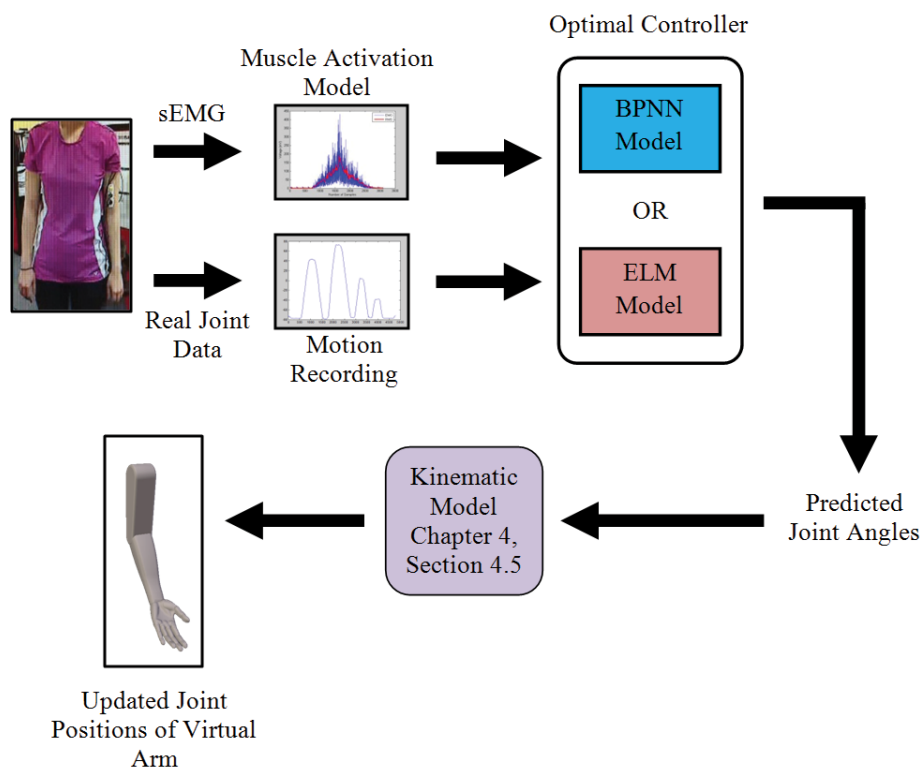 Optimal Controller
Muscle Activation
Model
sEMG
BPNN
Model
OR
ELM
Model
Real Joint
Data
Motion
Recording
Kinematic
Model
Chapter 4,
Section 4.5
Predicted
Joint Angles
Updated Joint
Positions of Virtual
Arm